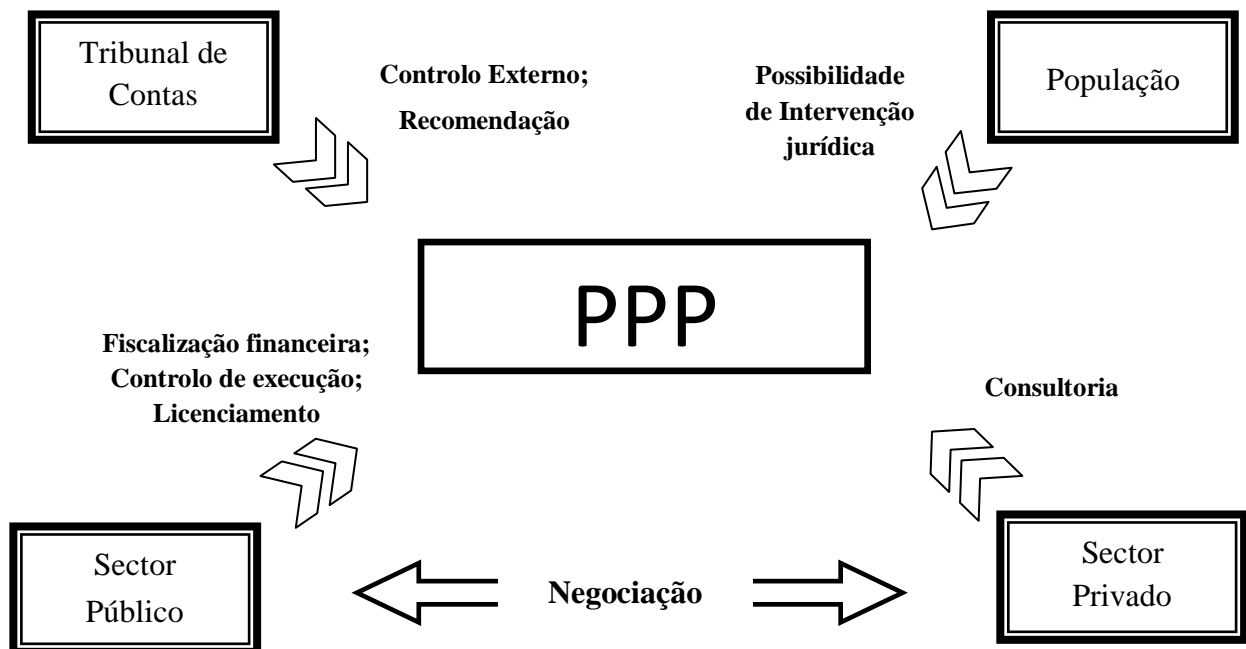 Tribunal de
Contas
Controlo Externo;
Recomendação
Possibilidade
de Intervenção
jurídica
População
PPP
Fiscalização financeira;
Controlo de execução;
Licenciamento
Consultoria
Sector
Público
Negociação
Sector
Privado